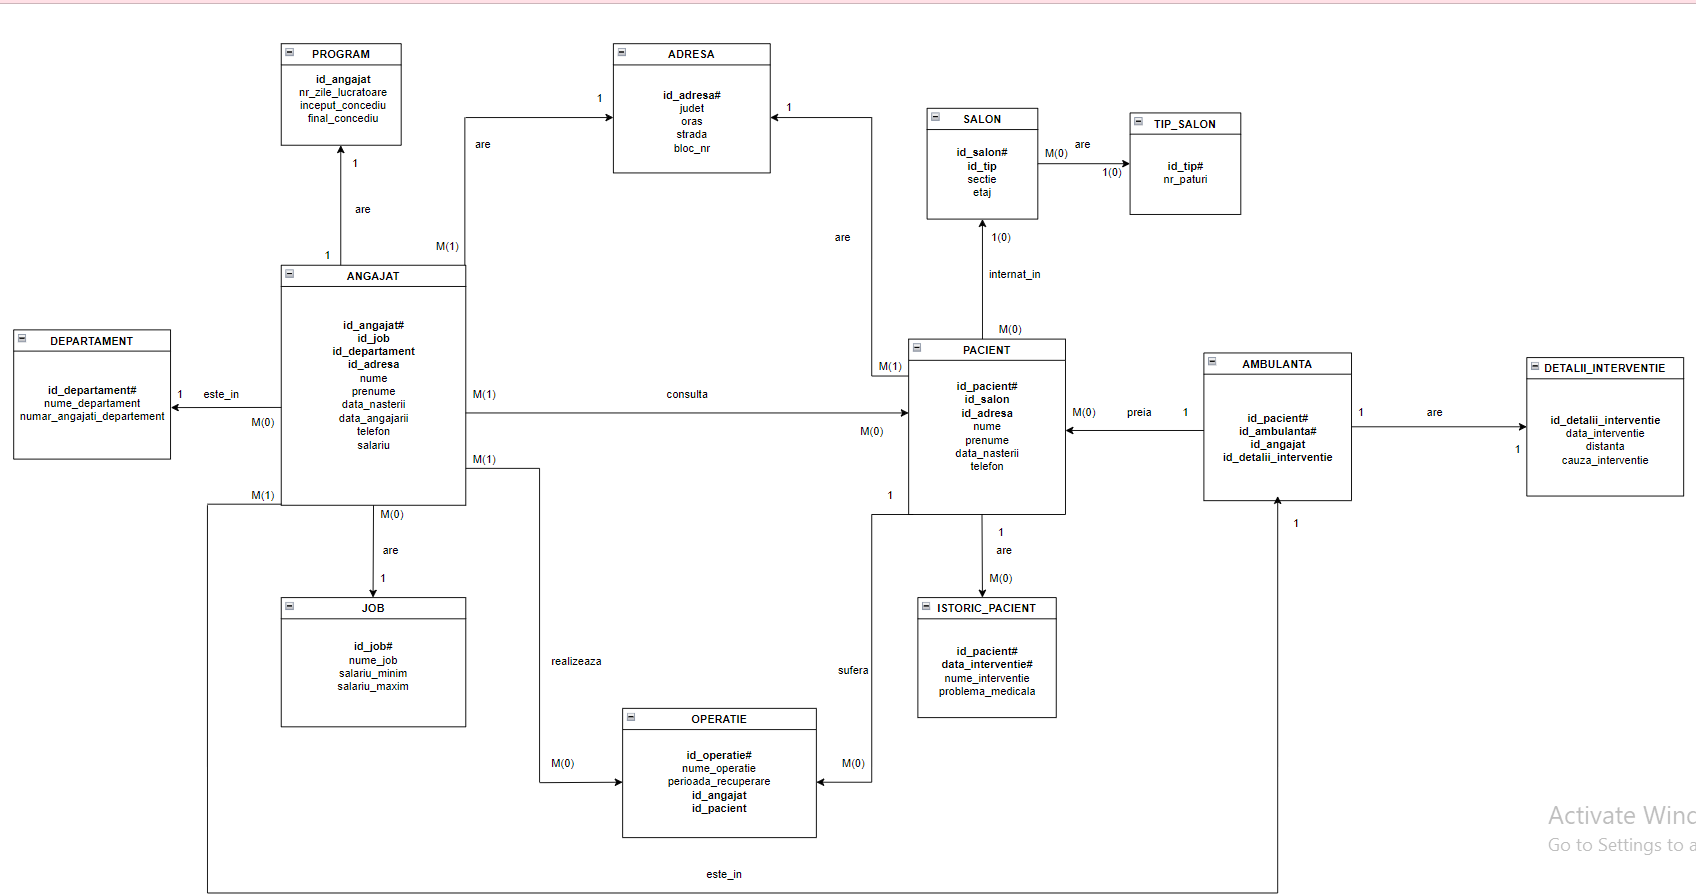 PROGRAM
id_angajat
nr_zile_lucratoare
inceput_concediu
final_concediu
1
are
1
ADRESA
id_adresa#
judet
oras
strada
bloc_nr
1
are
M(1)
1
are
M(1)
SALON
id_salon#
id_tip
sectie
etaj
M(0)
are
1(0)
TIP_SALON
id_tip#
nr_paturi
1(0)
internat_in
M(0)
ANGAJAT
id_angajat#
id_job
id_departament
id_adresa
nume
prenume
data_nasterii
data_angajarii
telefon
salariu
DEPARTAMENT
id_departament#
nume_departament
numar_angajati_departement
1
este_in
M(0)
M(1)
consulta
M(0)
PACIENT
id_pacient#
id_salon
id_adresa
nume
prenume
data_nasterii
telefon
M(0)
preia
1
AMBULANTA
id_pacient#
id_ambulanta#
id_angajat
id_detalii_interventie
1
are
1
DETALII_INTERVENTIE
id_detalii_interventie
data_interventie
distanta
cauza_interventie
M(1)
M(1)
M(0)
are
1
JOB
id_job#
nume_job
salariu_minim
salariu_maxim
realizeaza
M(0)
1
sufera
M(0)
1
are
M(0)
ISTORIC_PACIENT
id_pacient#
data_interventie#
nume_interventie
problema_medicala
OPERATIE
id_operatie#
nume_operatie
perioada_recuperare
id_angajat
id_pacient
1
este_in
Activate Winc
Go to Settings to a